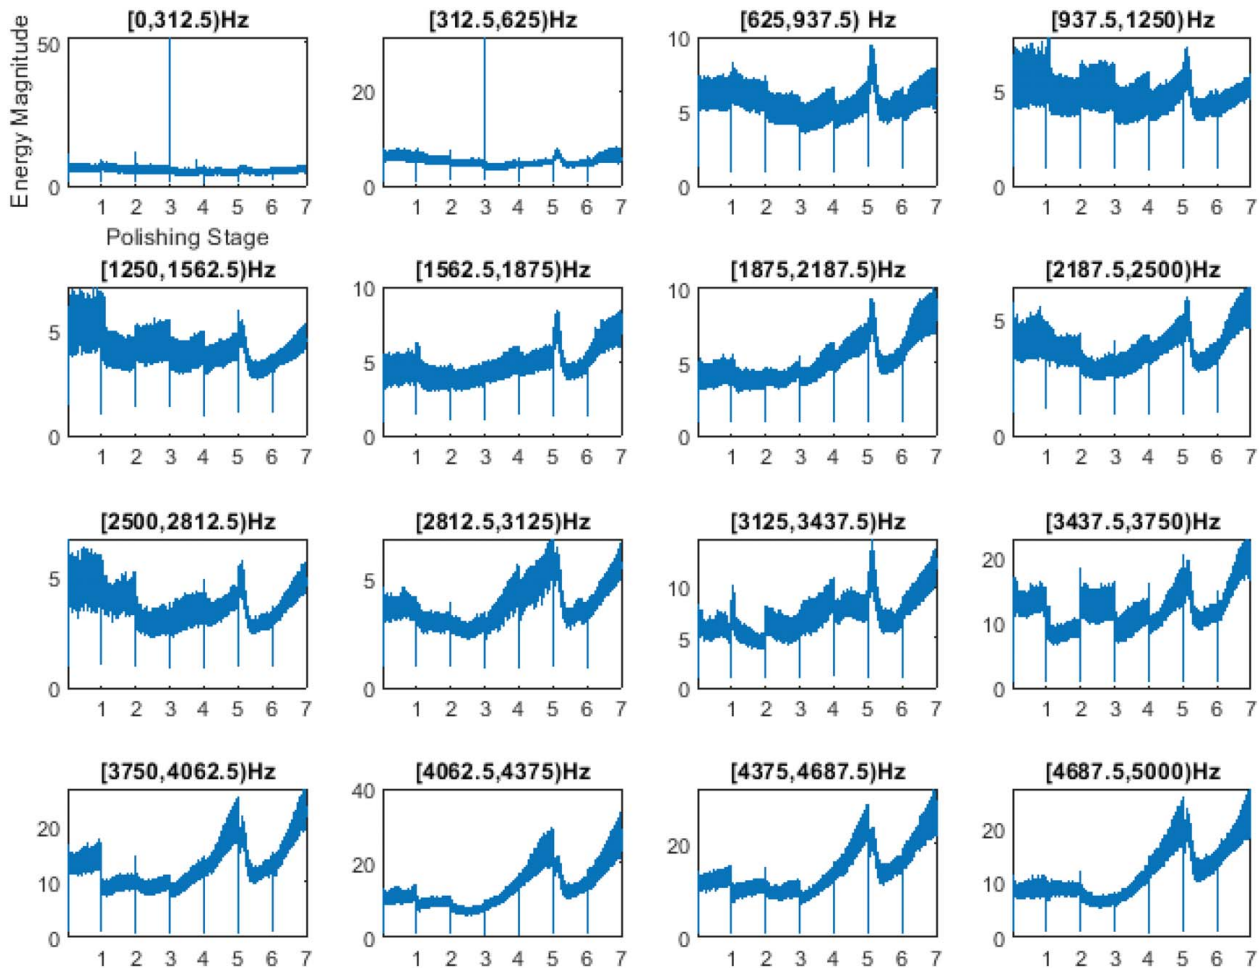 [0,312.5)Hz
[312.5,625)Hz
[625,937.5) Hz
[937.5,1250)Hz
Energy Magnitude
50
0
1 2 3 4 5 6 7
20
0
1 2 3 4 5 6 7
10
5
0
1 2 3 4 5 6 7
5
0
1 2 3 4 5 6 7
Polishing Stage
[1250,1562.5)Hz
[1562.5,1875)Hz
[1875,2187.5)Hz
[2187.5,2500)Hz
5
0
1 2 3 4 5 6 7
10
5
0
1 2 3 4 5 6 7
10
5
0
1 2 3 4 5 6 7
5
0
1 2 3 4 5 6 7
[2500,2812.5)Hz
[2812.5,3125)Hz
[3125,3437.5)Hz
[3437.5,3750)Hz
5
0
1 2 3 4 5 6 7
5
0
1 2 3 4 5 6 7
10
5
0
1 2 3 4 5 6 7
20
10
0
1 2 3 4 5 6 7
[3750,4062.5)Hz
[4062.5,4375)Hz
[4375,4687.5)Hz
[4687.5,5000)Hz
20
10
0
1 2 3 4 5 6 7
40
20
0
1 2 3 4 5 6 7
20
0
1 2 3 4 5 6 7
20
10
0
1 2 3 4 5 6 7